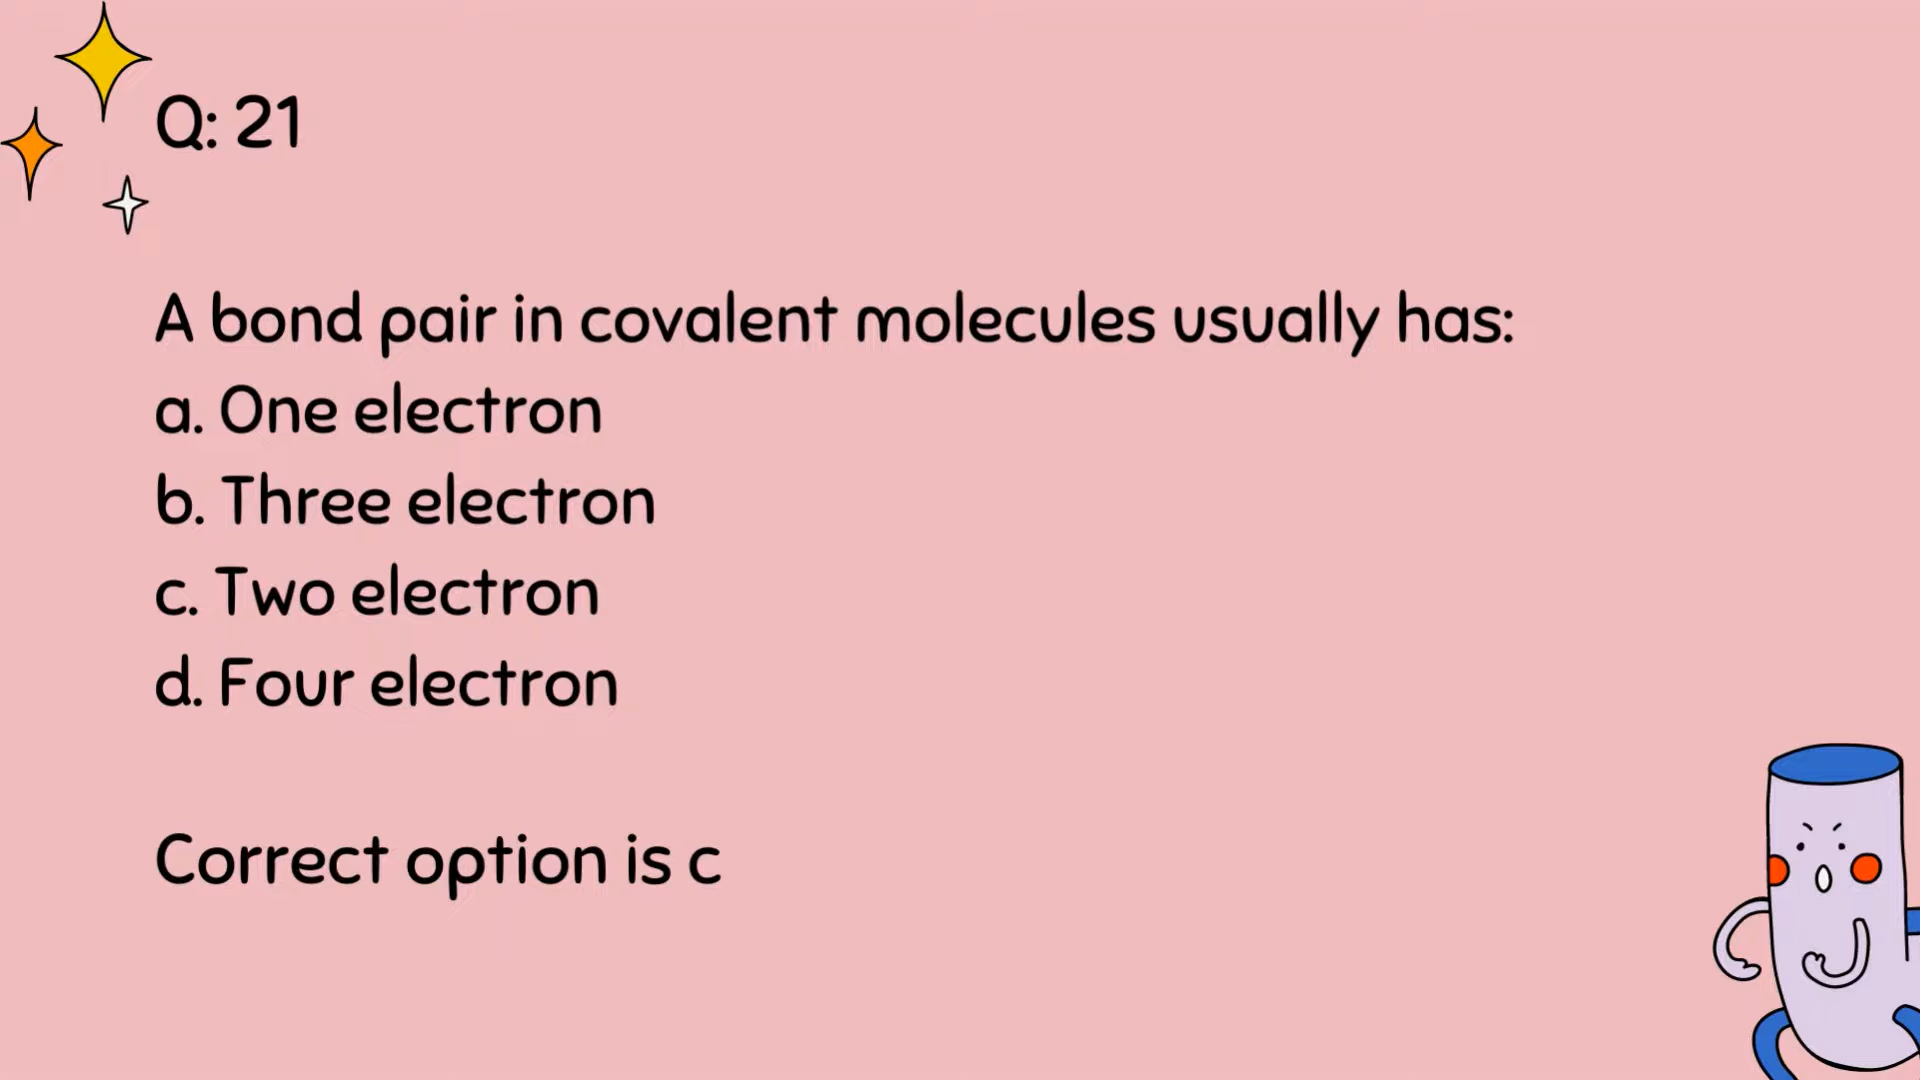 Q: 21
A bond pair in covalent molecules usually has:
a. One electron
b. Three electron
c. Two electron
d. Four electron
Correct option is c